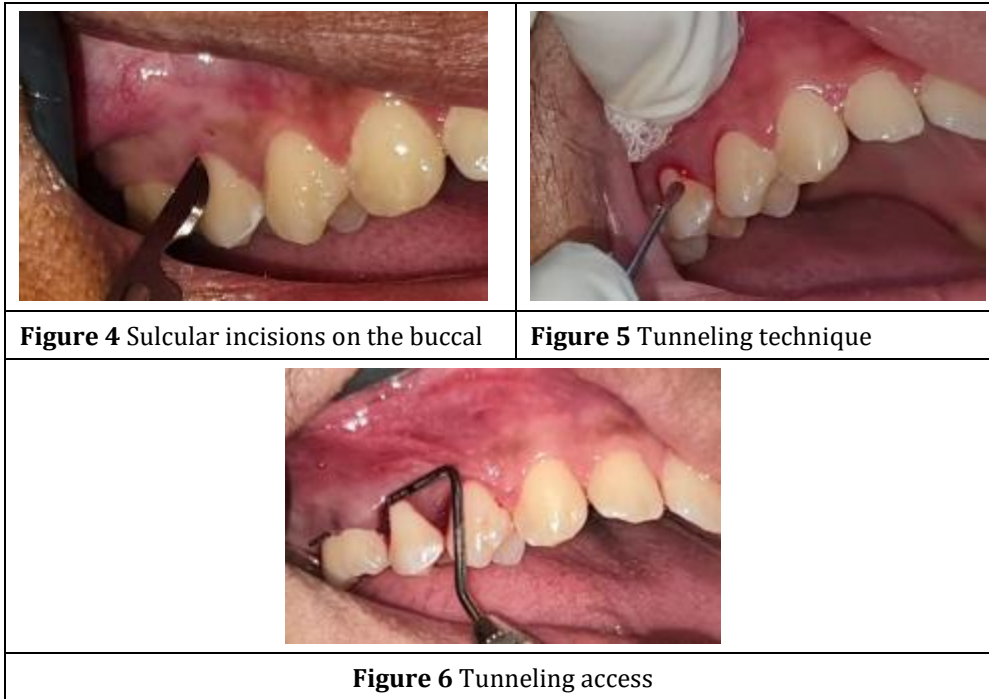 Figure 4 Sulcular incisions on the buccal
Figure 5 Tunneling technique
Figure 6 Tunneling access